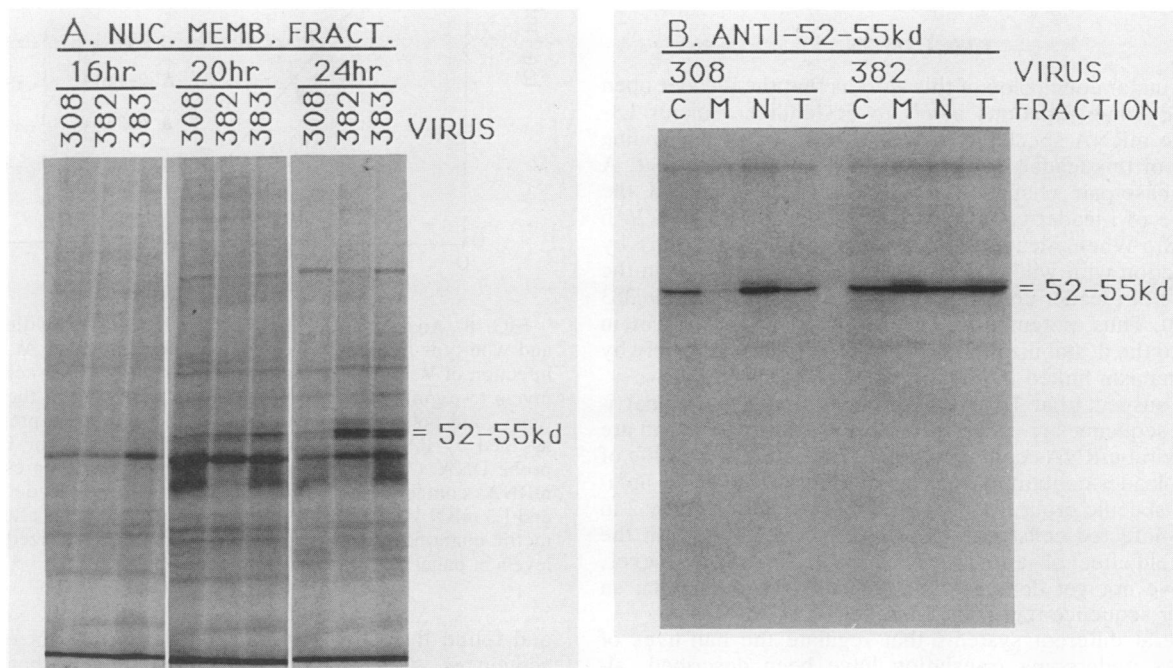 A. NUC. MEMB. FRACT.
16hr 20hr 24hr
308 382 383 308 382 383 308 382 383 VIRUS
= 52-55kd
B. ANTI-52-55kd
308 382 VIRUS
C M N T C M N T FRACTION
= 52-55kd